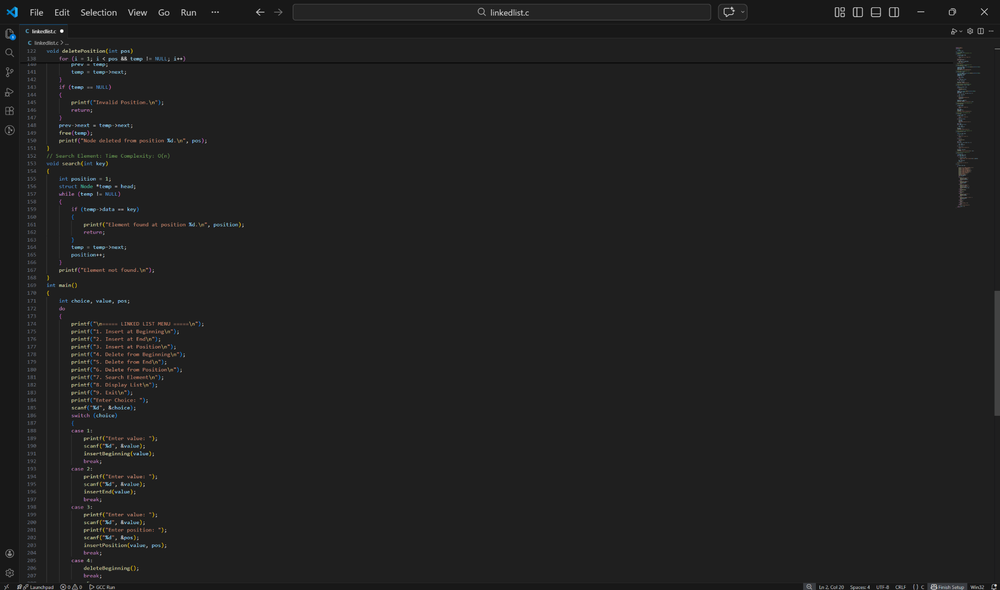 File Edit Selection View Go Run ··· linkedlist.c
C linkedlist.c
C linkedlist.c > ...
122 void deletePosition(int pos)
138 for (i = 1; i < pos && temp != NULL; i++)
140 prev = temp;
141 temp = temp->next;
142 }
143 if (temp == NULL)
144 {
145 printf("Invalid Position.\n");
146 return;
147 }
148 prev->next = temp->next;
149 free(temp);
150 printf("Node deleted from position %d.\n", pos);
151 }
152 // Search Element: Time Complexity: O(n)
153 void search(int key)
154 {
155 int position = 1;
156 struct Node *temp = head;
157 while (temp != NULL)
158 {
159 if (temp->data == key)
160 {
161 printf("Element found at position %d.\n", position);
162 return;
163 }
164 temp = temp->next;
165 position++;
166 }
167 printf("Element not found.\n");
168 }
169 int main()
170 {
171 int choice, value, pos;
172 do
173 {
174 printf("\n===== LINKED LIST MENU =====\n");
175 printf("1. Insert at Beginning\n");
176 printf("2. Insert at End\n");
177 printf("3. Insert at Position\n");
178 printf("4. Delete from Beginning\n");
179 printf("5. Delete from End\n");
180 printf("6. Delete from Position\n");
181 printf("7. Search Element\n");
182 printf("8. Display List\n");
183 printf("9. Exit\n");
184 printf("Enter Choice: ");
185 scanf("%d", &choice);
186 switch (choice)
187 {
188 case 1:
189 printf("Enter value: ");
190 scanf("%d", &value);
191 insertBeginning(value);
192 break;
193 case 2:
194 printf("Enter value: ");
195 scanf("%d", &value);
196 insertEnd(value);
197 break;
198 case 3:
199 printf("Enter value: ");
200 scanf("%d", &value);
201 printf("Enter position: ");
202 scanf("%d", &pos);
203 insertPosition(value, pos);
204 break;
205 case 4:
206 deleteBeginning();
207 break;
Launchpad 0 0 GCC Run Ln 2, Col 20 Spaces: 4 UTF-8 CRLF {} C Finish Setup Win32